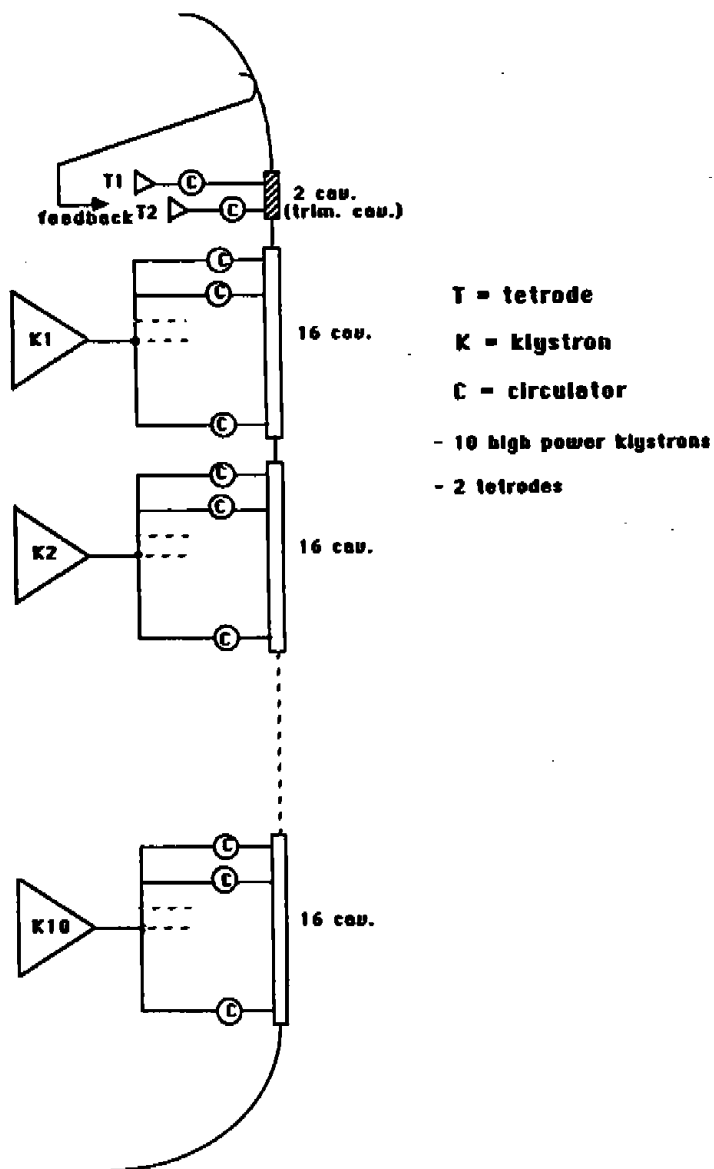 T1
C
2 cav.
feedback
T2
C
(trim. cav.)
C
C
K1
16 cav.
C
T = tetrode
K = klystron
C = circulator
- 10 high power klystrons
- 2 tetrodes
C
C
K2
16 cav.
C
C
C
K10
16 cav.
C